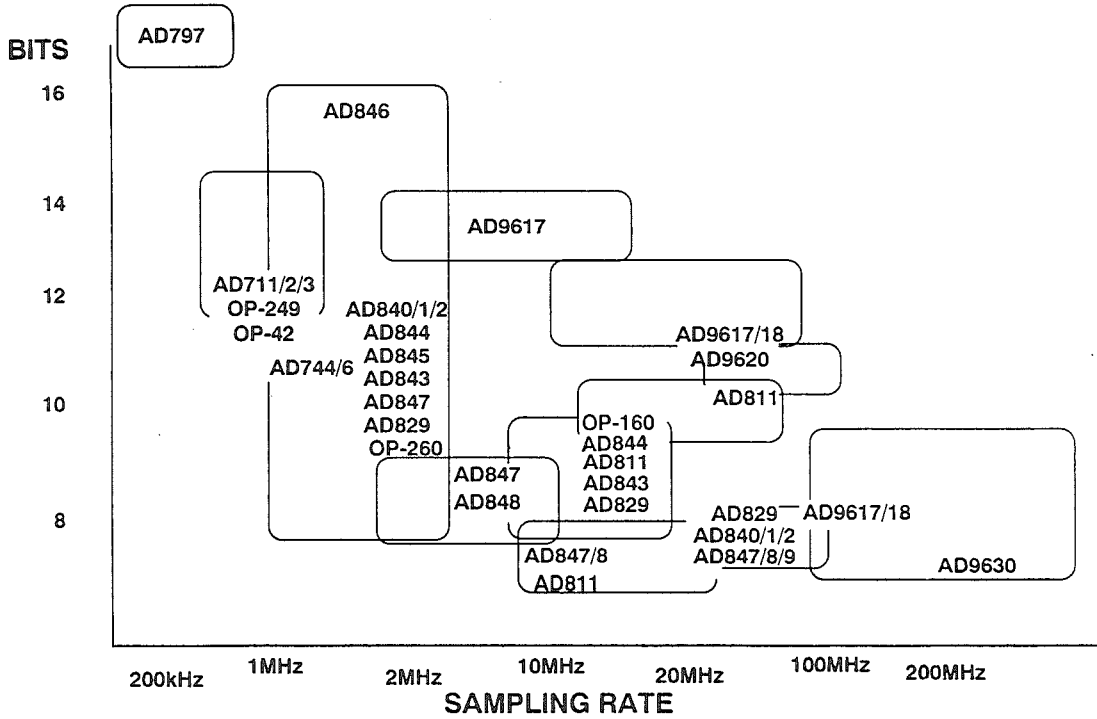 AD797
BITS
16
AD846
14
AD9617
AD711/2/3
12
OP-249
AD840/1/2
OP-42
AD844
AD9617/18
AD845
AD9620
AD744/6
AD843
AD811
10
AD847
AD829
OP-160
OP-260
AD844
AD811
AD847
AD843
AD848
AD829
8
AD829
AD9617/18
AD840/1/2
AD847/8
AD847/8/9
AD811
AD9630
200kHz
1MHz
2MHz
10MHz
20MHz
100MHz
200MHz
SAMPLING RATE